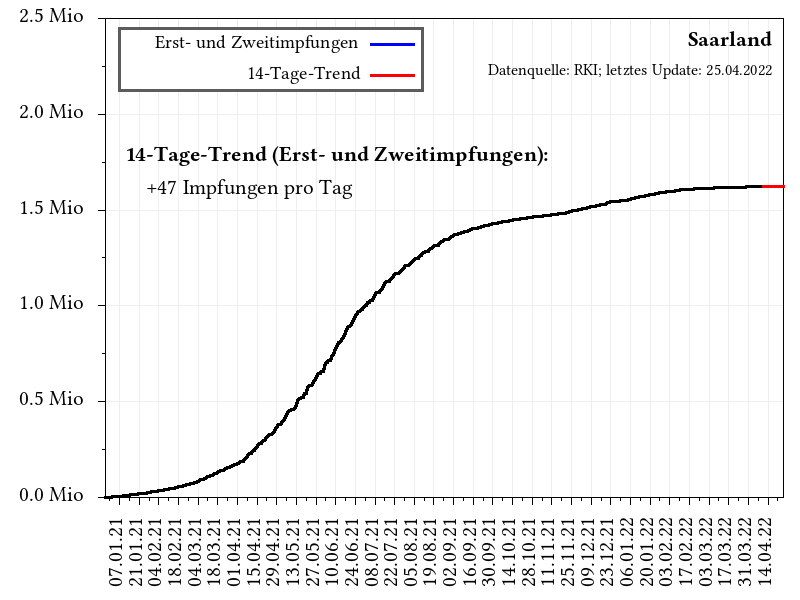 2.5 Mio
2.0 Mio
1.5 Mio
1.0 Mio
0.5 Mio
0.0 Mio
Erst- und Zweitimpfungen
14-Tage-Trend
Saarland
Datenquelle: RKI; letztes Update: 25.04.2022
14-Tage-Trend (Erst- und Zweitimpfungen):
+47 Impfungen pro Tag
07.01.21
21.01.21
04.02.21
18.02.21
04.03.21
18.03.21
01.04.21
15.04.21
29.04.21
13.05.21
27.05.21
10.06.21
24.06.21
08.07.21
22.07.21
05.08.21
19.08.21
02.09.21
16.09.21
30.09.21
14.10.21
28.10.21
11.11.21
25.11.21
09.12.21
23.12.21
06.01.22
20.01.22
03.02.22
17.02.22
03.03.22
17.03.22
31.03.22
14.04.22